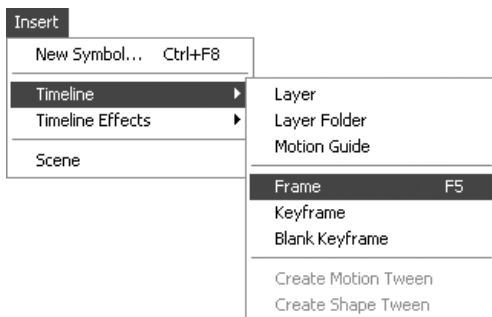 Insert
New Symbol... Ctrl+F8
Timeline
Timeline Effects
Scene
Layer
Layer Folder
Motion Guide
Frame F5
Keyframe
Blank Keyframe
Create Motion Tween
Create Shape Tween